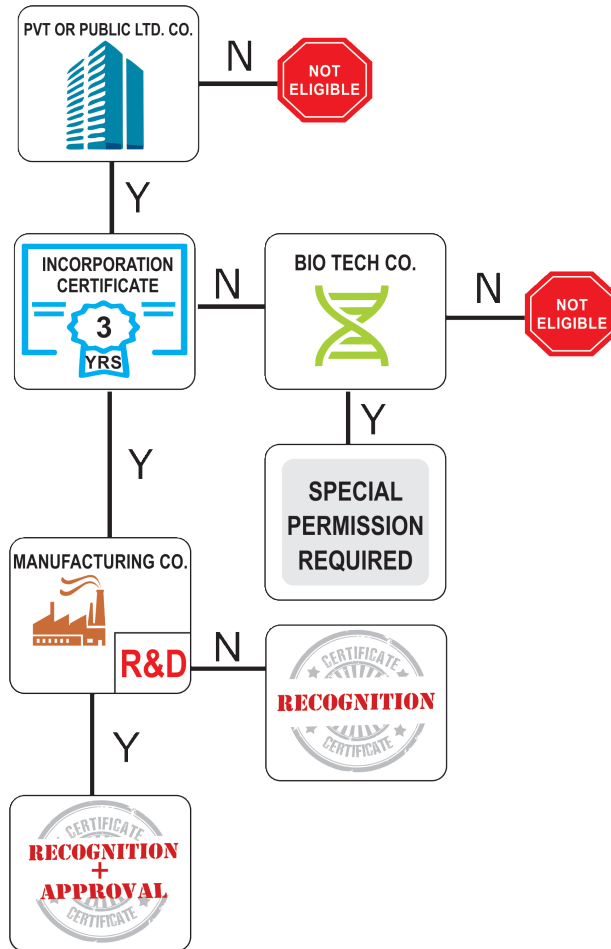 PVT OR PUBLIC LTD. CO.
N
NOT
ELIGIBLE
Y
INCORPORATION
CERTIFICATE
3
YRS
N
BIO TECH CO.
N
NOT
ELIGIBLE
Y
Y
SPECIAL
PERMISSION
REQUIRED
MANUFACTURING CO.
R&D
N
CERTIFICATE
RECOGNITION
CERTIFICATE
Y
CERTIFICATE
RECOGNITION
+
APPROVAL
CERTIFICATE